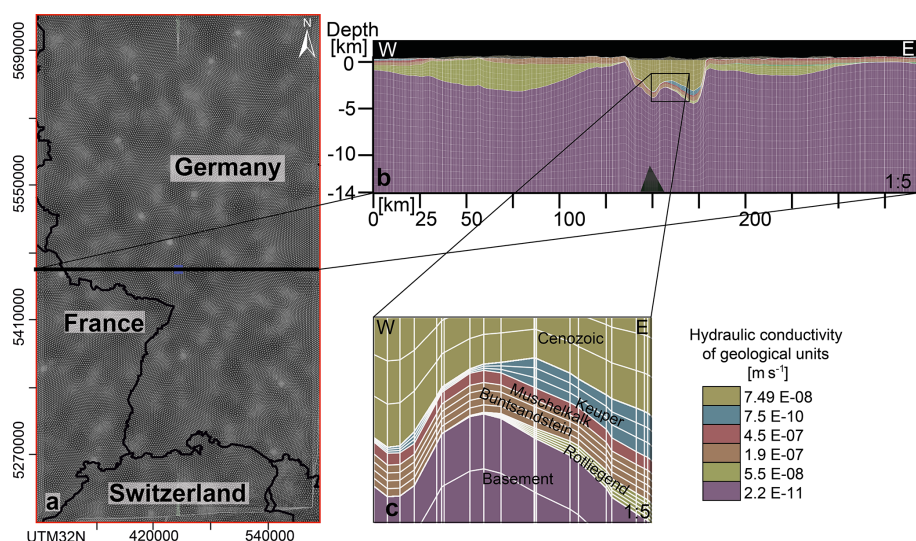 N
5690000
5550000
5410000
5270000
Germany
France
Switzerland
a
UTM32N
420000
540000
Depth
[km]
W
E
0
-5
-10
-14
b
1:5
0
[km]
25
50
100
200
W
E
Cenozoic
Keuper
Muschelkalk
Buntsandstein
Rotliegend
Basement
c
1:5
Hydraulic conductivity
of geological units
[m s⁻¹]
7.49 E-08
7.5 E-10
4.5 E-07
1.9 E-07
5.5 E-08
2.2 E-11